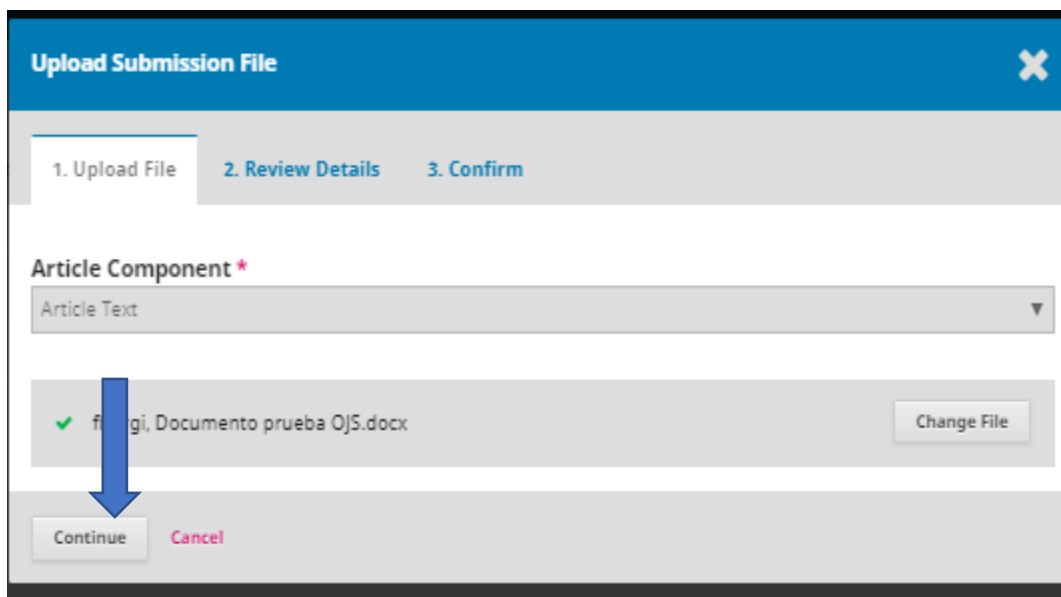 Upload Submission File
1. Upload File 2. Review Details 3. Confirm
Article Component *
Article Text
Documento prueba OJS.docx
Change File
Continue Cancel